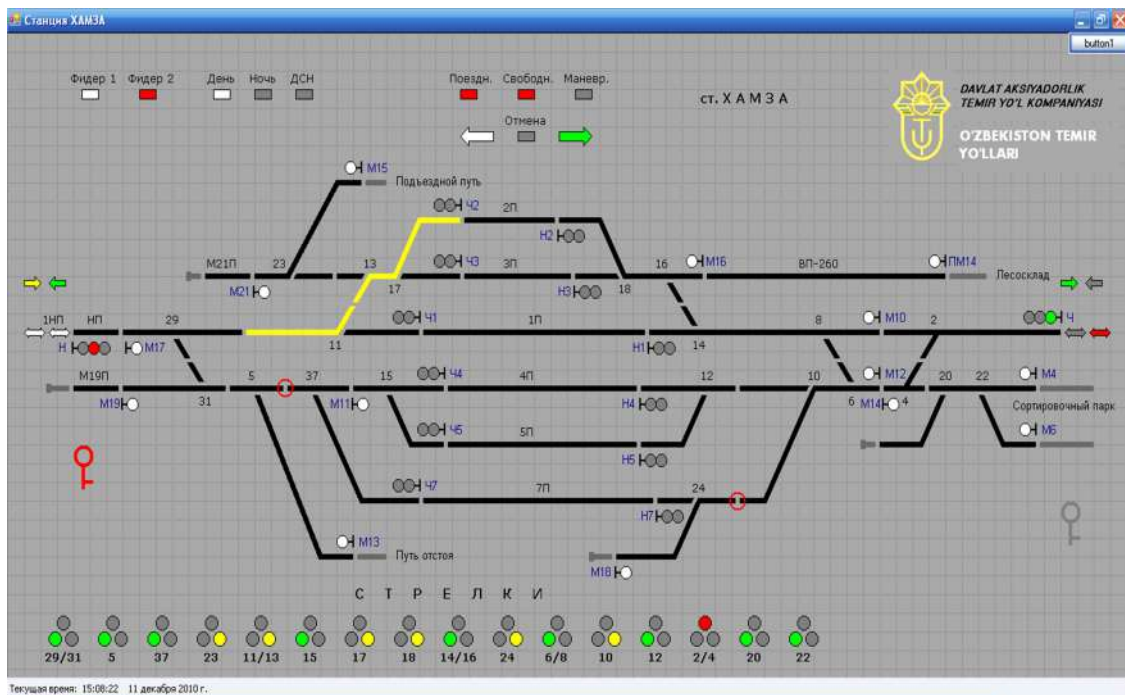 Станция ХАМЗА
button1
Фидер 1 Фидер 2 День Ночь ДСН Поездн. Свободн. Маневр.
ст. Х А М З А
DAVLAT AKSIYADORLIK
TEMIR YO'L KOMPANIYASI
Отмена
O'ZBEKISTON TEMIR
YO'LLARI
М15
Подъездной путь
Ч2 2П
Н2
М21П 23 13 Ч3 3П 16 М16 ВП-260 ПМ14
Лесосклад
М21 17 Н3 18
1НП НП 29 Ч1 1П 8 М10 2 Ч
Н М17 11 Н1 14
М19П 5 37 15 Ч4 4П 12 10 М12 20 22 М4
М19 31 М11 Н4 6 М14 4 Сортировочный парк
Ч5 5П М6
Н5
Ч7 7П 24
Н7
М13
Путь отстоя
М18
С Т Р Е Л К И
29/31 5 37 23 11/13 15 17 18 14/16 24 6/8 10 12 2/4 20 22
Текущая время: 15:08:22 11 декабря 2010 г.